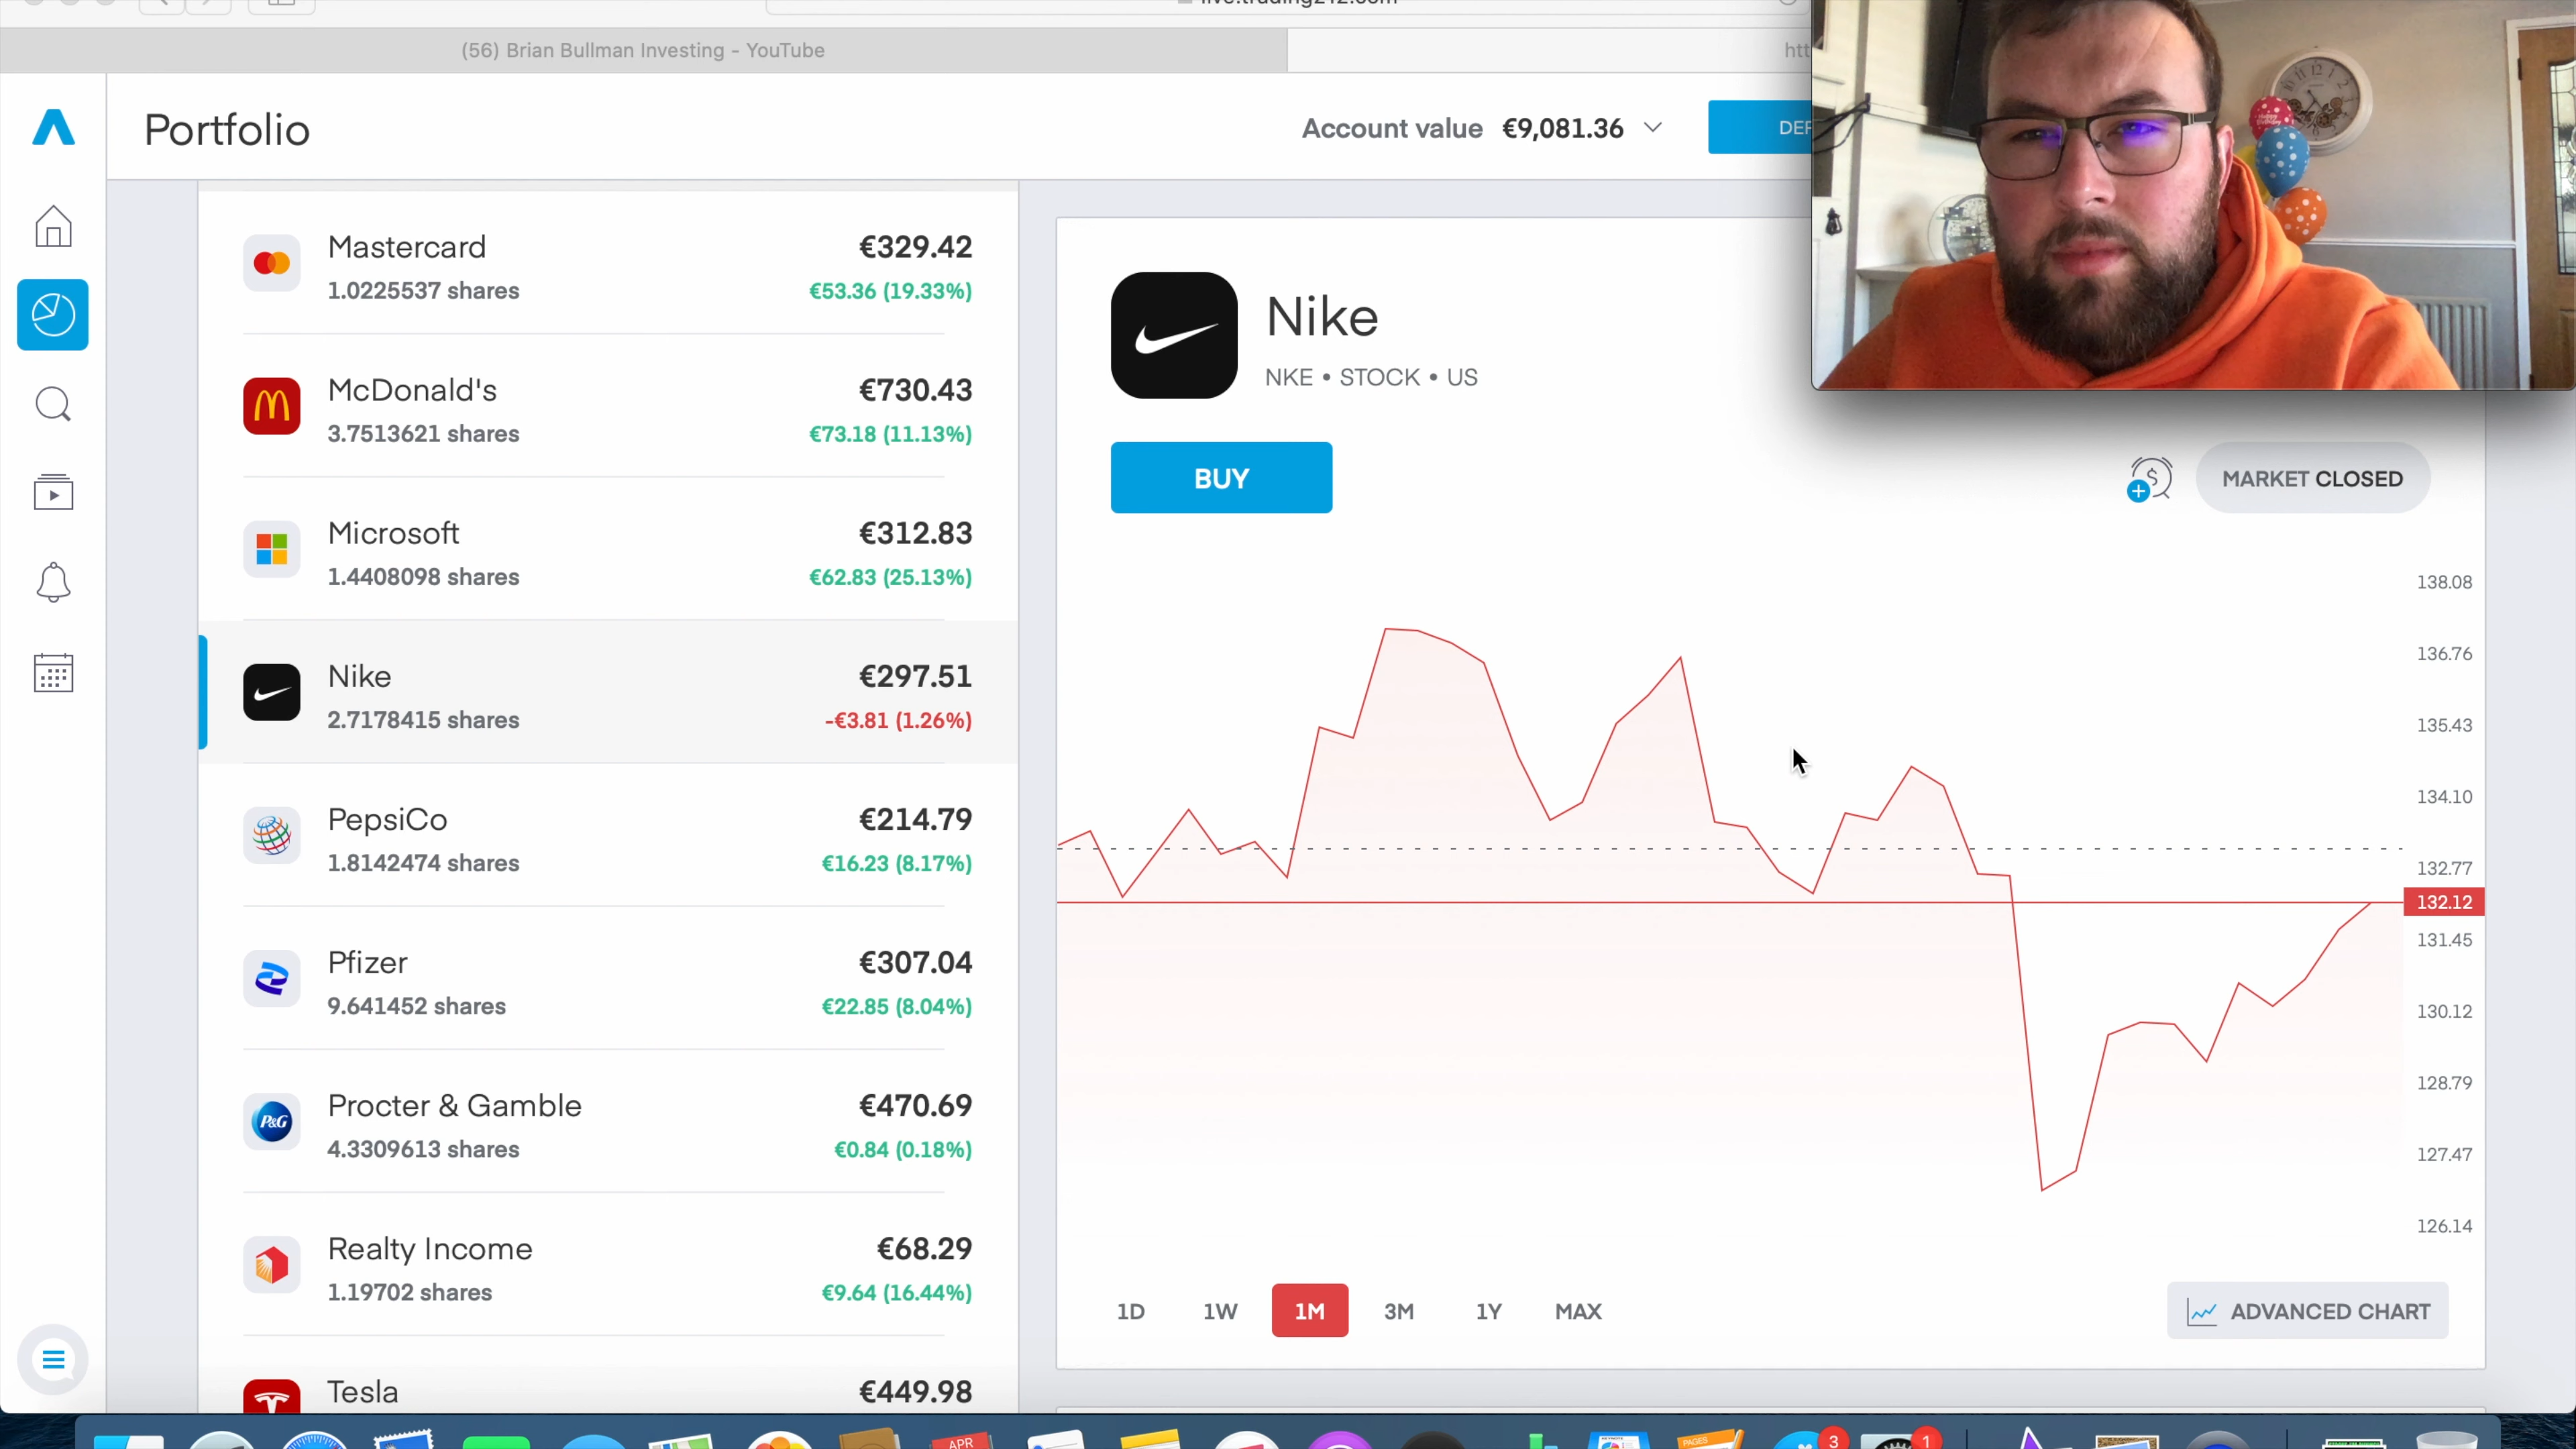 (56) Brian Bullman Investing - YouTube
Portfolio
Account value €9,081.36
Mastercard
€329.42
1.0225537 shares
€53.36 (19.33%)
McDonald's
€730.43
3.7513621 shares
€73.18 (11.13%)
Microsoft
€312.83
1.4408098 shares
€62.83 (25.13%)
Nike
€297.51
2.7178415 shares
-€3.81 (1.26%)
PepsiCo
€214.79
1.8142474 shares
€16.23 (8.17%)
Pfizer
€307.04
9.641452 shares
€22.85 (8.04%)
P&G
Procter & Gamble
€470.69
4.3309613 shares
€0.84 (0.18%)
Realty Income
€68.29
1.19702 shares
€9.64 (16.44%)
Tesla
€449.98
Nike
NKE • STOCK • US
BUY
MARKET CLOSED
138.08
136.76
135.43
134.10
132.77
132.12
131.45
130.12
128.79
127.47
126.14
1D
1W
1M
3M
1Y
MAX
ADVANCED CHART
APR
PAGES
3
1